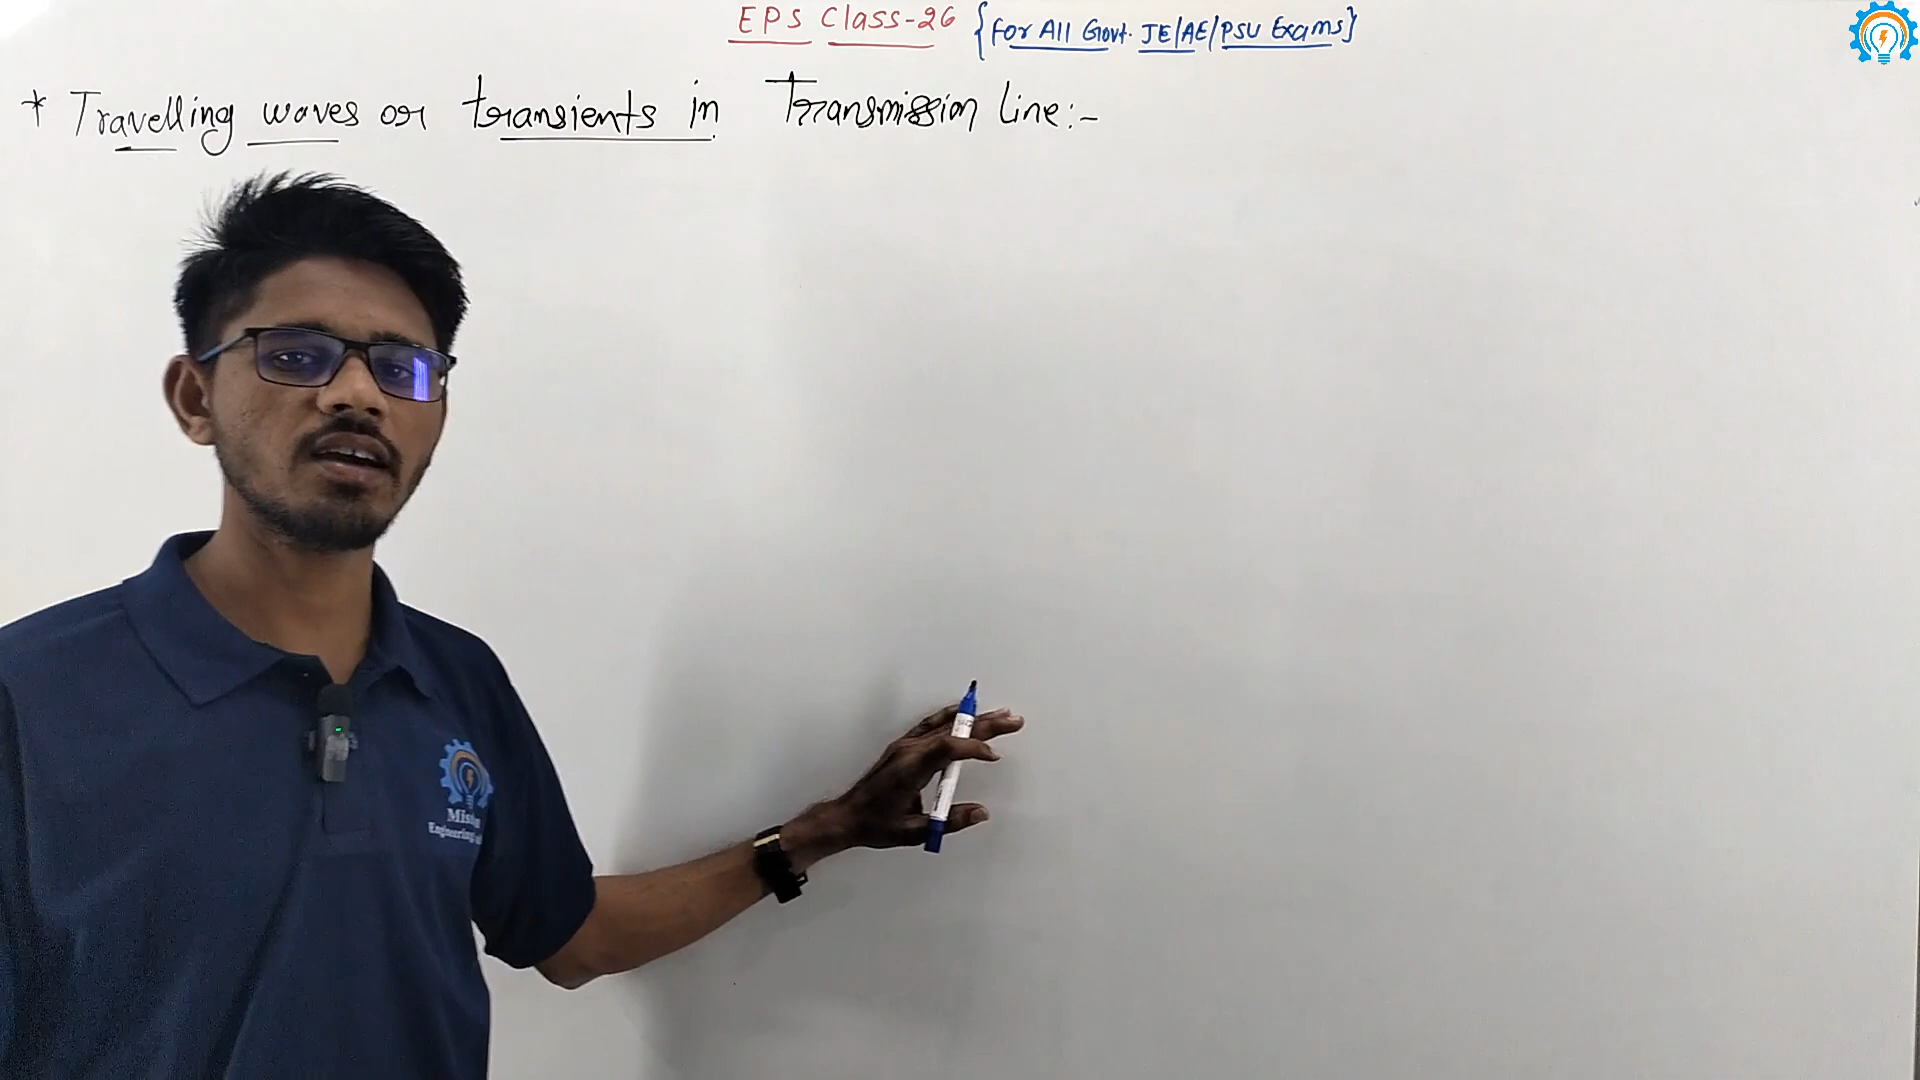 EPS Class-26 {For All Govt. JE/AE/PSU Exams}
* Travelling waves or transients in Transmission line:-